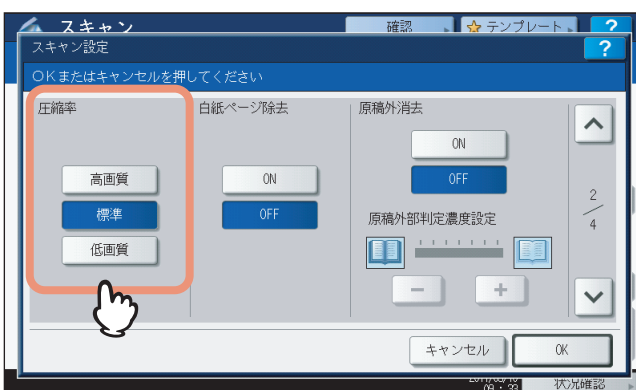 スキャン
確認
テンプレート
?
スキャン設定
?
OKまたはキャンセルを押してください
圧縮率
高画質
標準
低画質
白紙ページ除去
ON
OFF
原稿外消去
ON
OFF
原稿外部判定濃度設定
－
＋
2
4
キャンセル
OK
状況確認